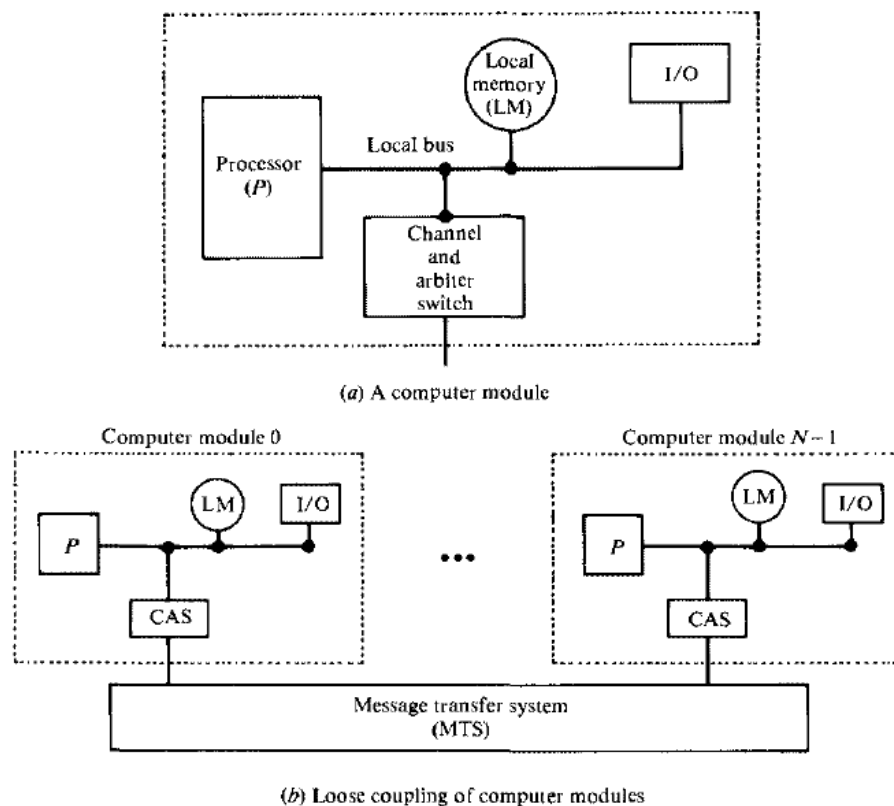 Local
memory
(LM)
I/O
Processor
(P)
Local bus
Channel
and
arbiter
switch
(a) A computer module
Computer module 0
Computer module N – 1
P
LM
I/O
CAS
•••
P
LM
I/O
CAS
Message transfer system
(MTS)
(b) Loose coupling of computer modules